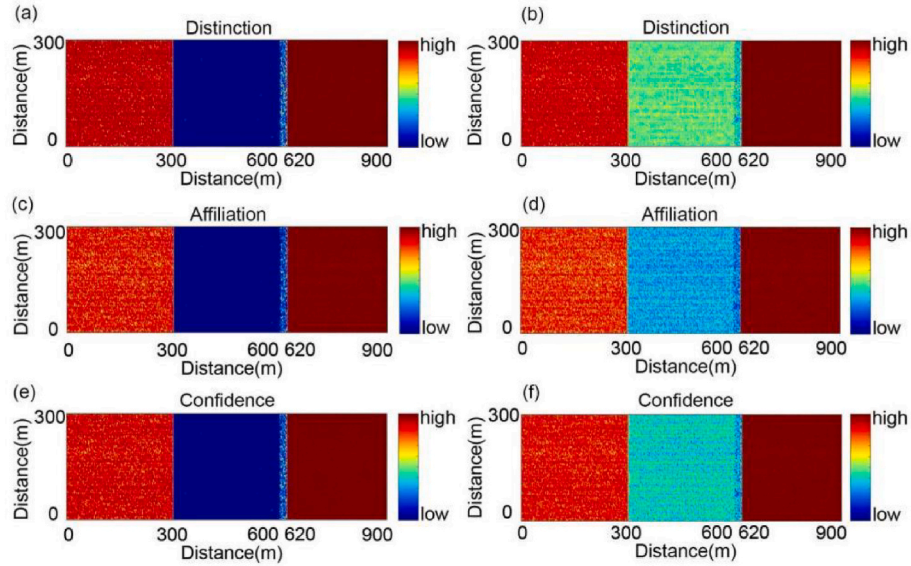 (a)
Distinction
300
high
Distance(m)
0
low
0 300 600 620 900
Distance(m)
(b)
Distinction
300
high
Distance(m)
0
low
0 300 600 620 900
Distance(m)
(c)
Affiliation
300
high
Distance(m)
0
low
0 300 600 620 900
Distance(m)
(d)
Affiliation
300
high
Distance(m)
0
low
0 300 600 620 900
Distance(m)
(e)
Confidence
300
high
Distance(m)
0
low
0 300 600 620 900
Distance(m)
(f)
Confidence
300
high
Distance(m)
0
low
0 300 600 620 900
Distance(m)